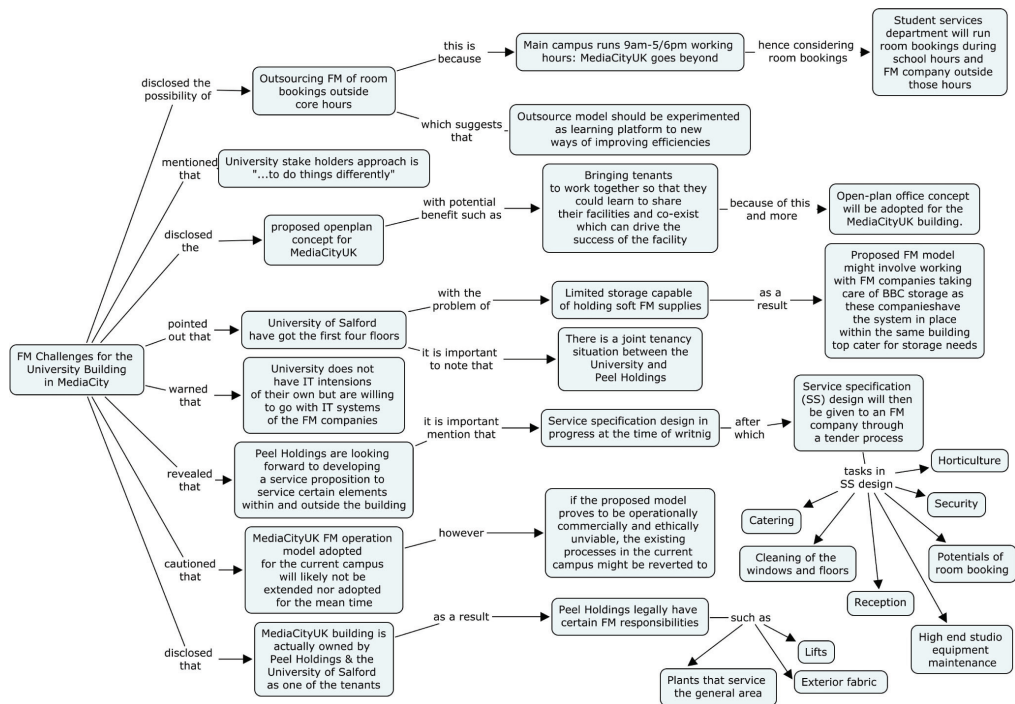 FM Challenges for the
University Building
in MediaCity
disclosed the
possibility of
Outsourcing FM of room
bookings outside
core hours
this is
because
Main campus runs 9am-5/6pm working
hours: MediaCityUK goes beyond
hence considering
room bookings
Student services
department will run
room bookings during
school hours and
FM company outside
those hours
which suggests
that
Outsource model should be experimented
as learning platform to new
ways of improving efficiencies
mentioned
that
University stake holders approach is
"...to do things differently"
disclosed
the
proposed openplan
concept for
MediaCityUK
with potential
benefit such as
Bringing tenants
to work together so that they
could learn to share
their facilities and co-exist
which can drive the
success of the facility
because of this
and more
Open-plan office concept
will be adopted for the
MediaCityUK building.
pointed
out that
University of Salford
have got the first four floors
with the
problem of
Limited storage capable
of holding soft FM supplies
as a
result
Proposed FM model
might involve working
with FM companies taking
care of BBC storage as
these companieshave
the system in place
within the same building
top cater for storage needs
it is important
to note that
There is a joint tenancy
situation between the
University and
Peel Holdings
warned
that
University does not
have IT intensions
of their own but are willing
to go with IT systems
of the FM companies
revealed
that
Peel Holdings are looking
forward to developing
a service proposition to
service certain elements
within and outside the building
it is important
mention that
Service specification design in
progress at the time of writnig
after
which
Service specification
(SS) design will then
be given to an FM
company through
a tender process
tasks in
SS design
Horticulture
Security
Potentials of
room booking
High end studio
equipment
maintenance
Reception
Cleaning of the
windows and floors
Catering
cautioned
that
MediaCityUK FM operation
model adopted
for the current campus
will likely not be
extended nor adopted
for the mean time
however
if the proposed model
proves to be operationally
commercially and ethically
unviable, the existing
processes in the current
campus might be reverted to
disclosed
that
MediaCityUK building is
actually owned by
Peel Holdings & the
University of Salford
as one of the tenants
as a result
Peel Holdings legally have
certain FM responsibilities
such as
Lifts
Exterior fabric
Plants that service
the general area